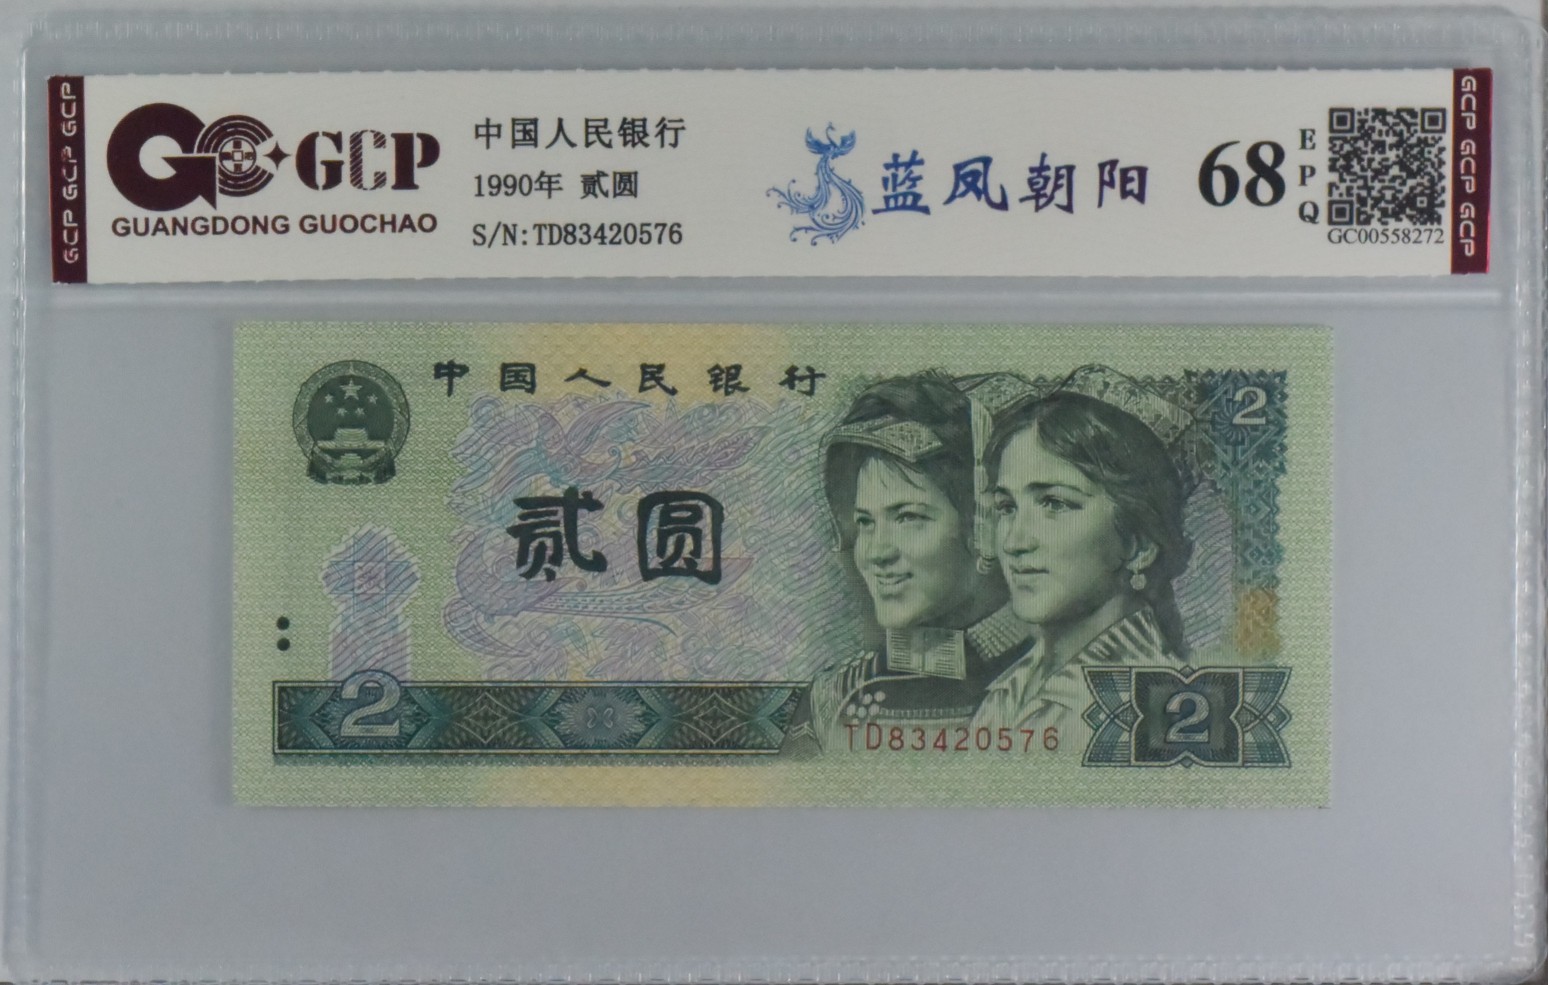 GCP GCP GCP
GCP
GUANGDONG GUOCHAO
中国人民银行
1990年 贰圆
S/N:TD83420576
蓝凤朝阳
68
EPQ
GC00558272
GCP GCP GCP
中国人民银行
2
贰圆
2
TD83420576
2